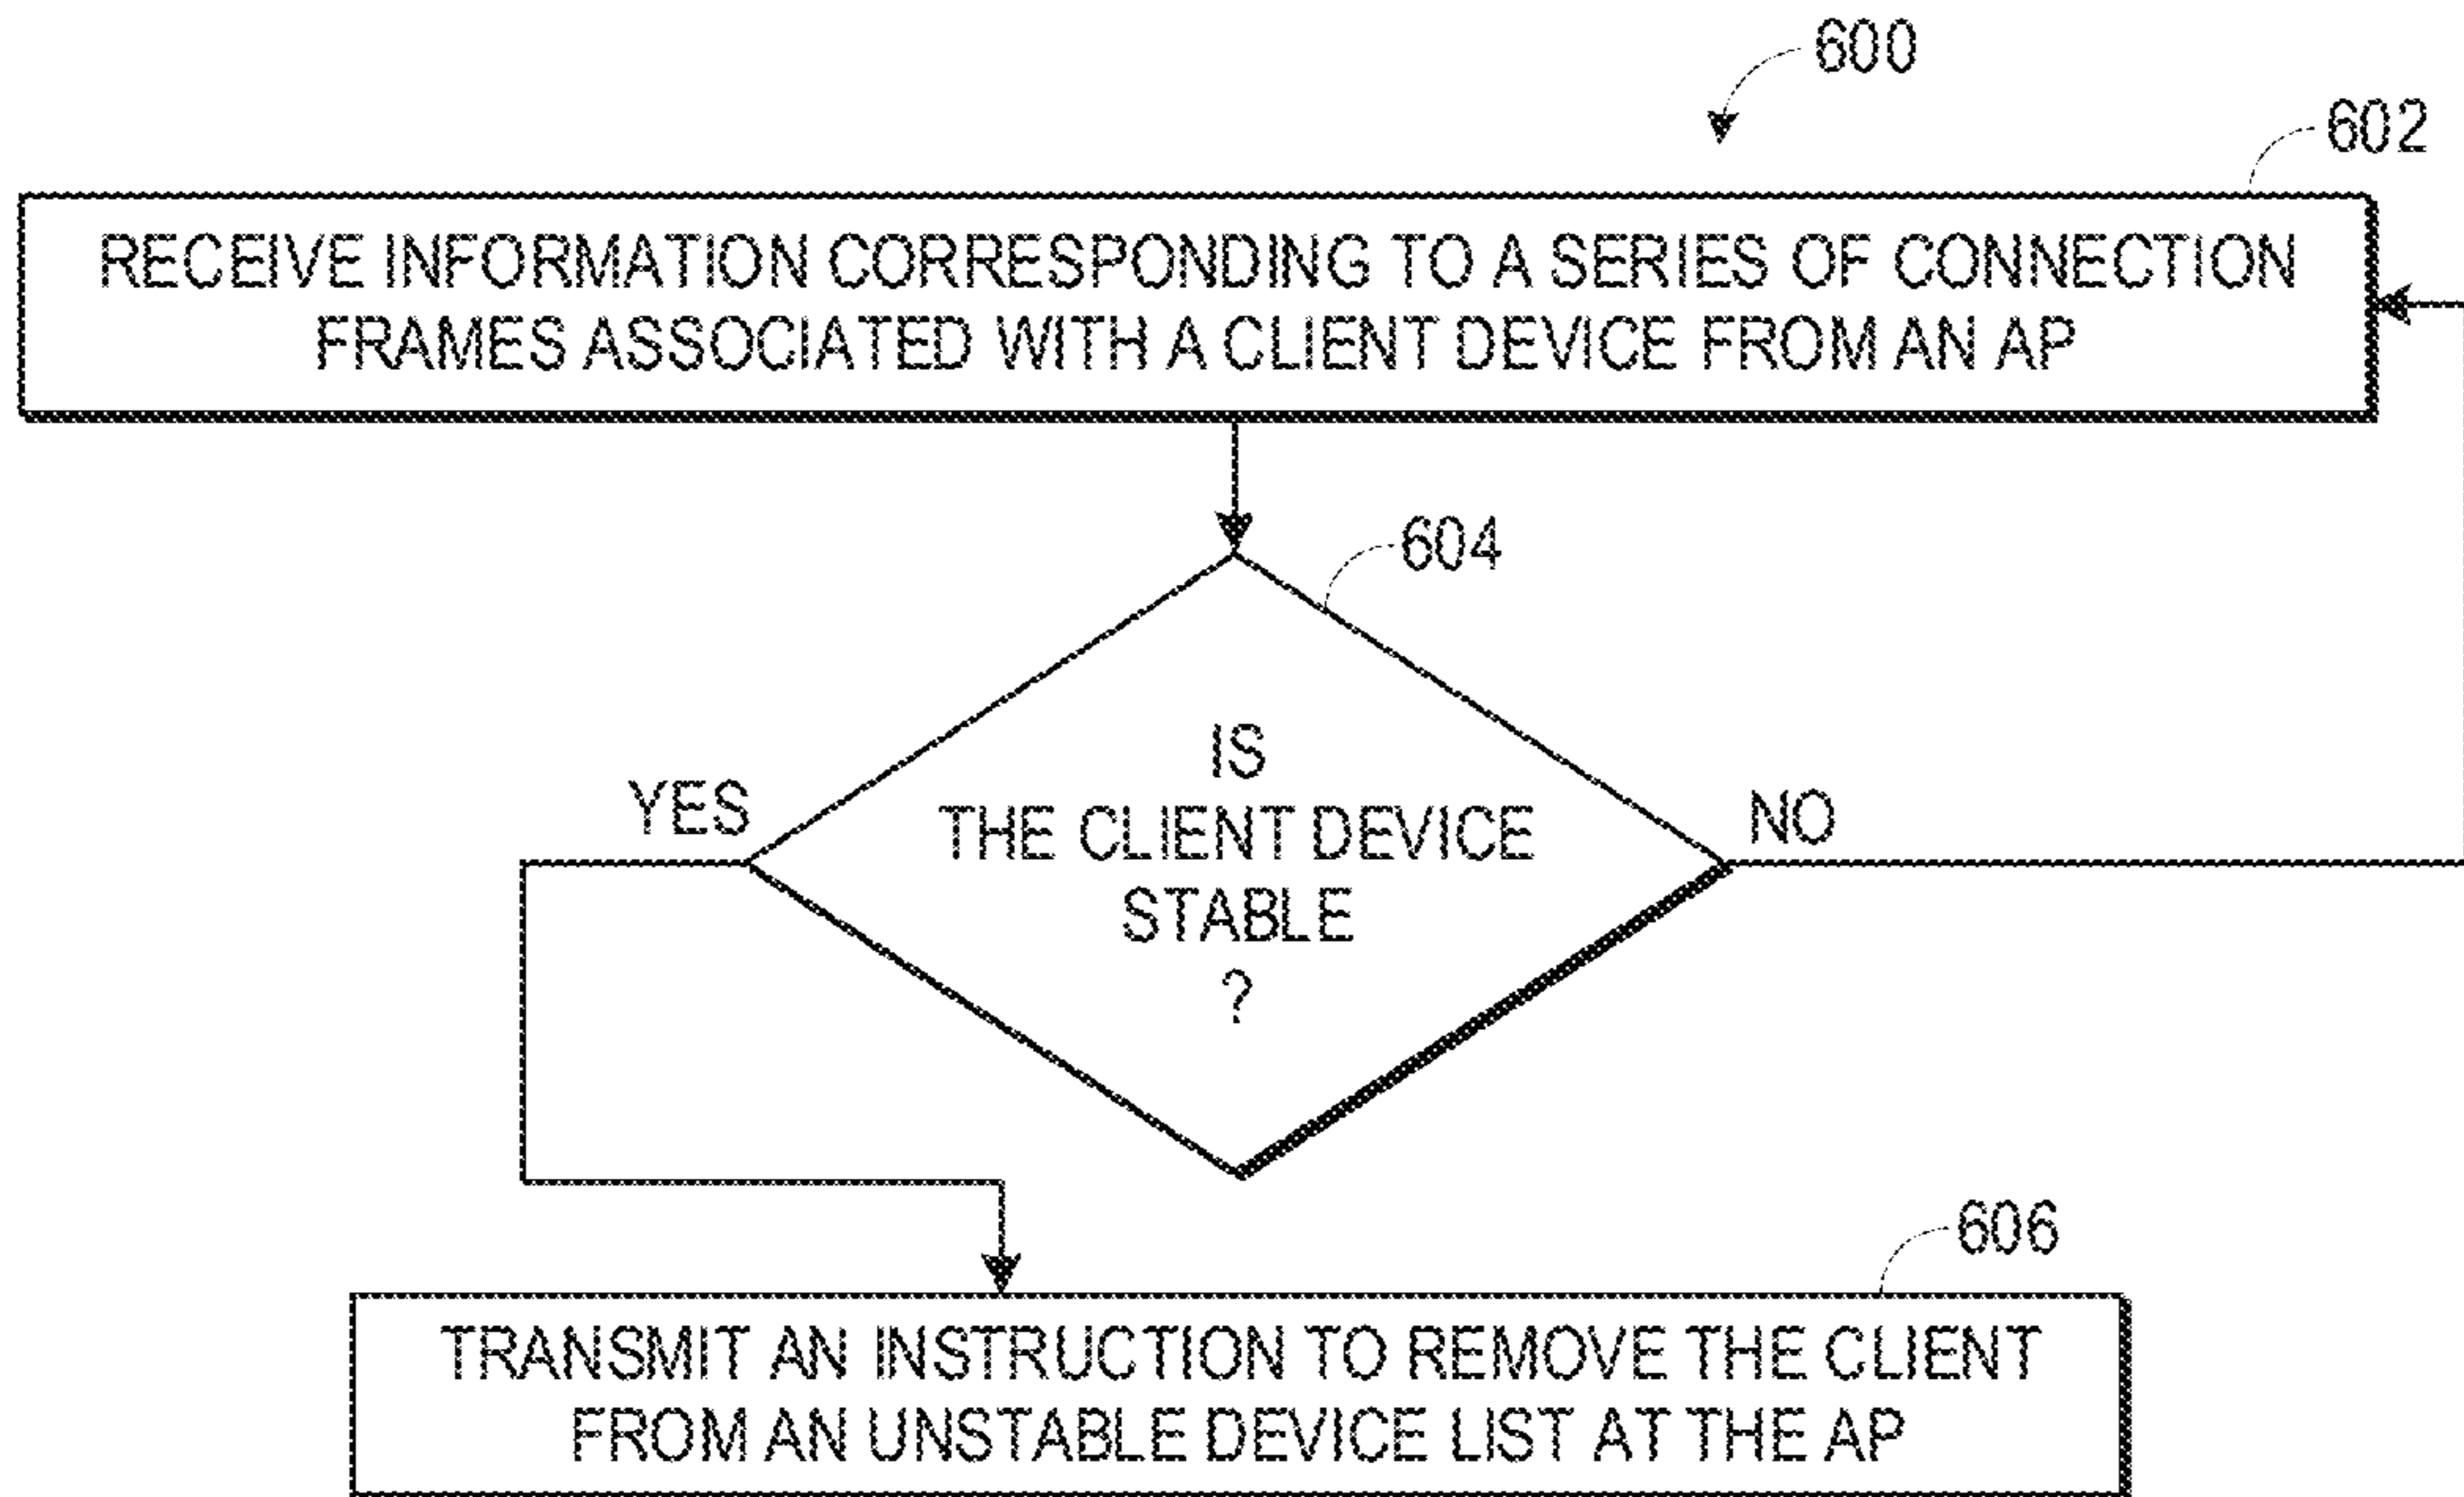 600
602
RECEIVE INFORMATION CORRESPONDING TO A SERIES OF CONNECTION
FRAMES ASSOCIATED WITH A CLIENT DEVICE FROM AN AP
604
IS
THE CLIENT DEVICE
STABLE
?
YES
NO
606
TRANSMIT AN INSTRUCTION TO REMOVE THE CLIENT
FROM AN UNSTABLE DEVICE LIST AT THE AP